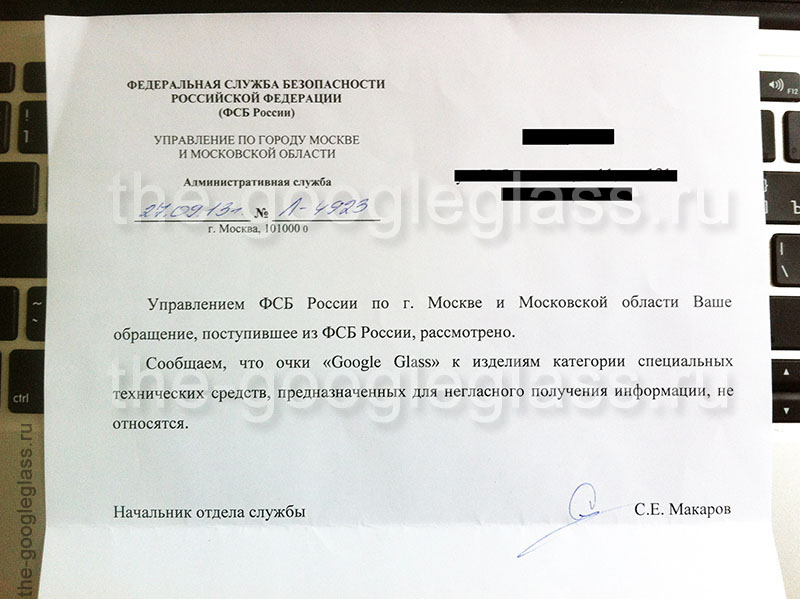 ФЕДЕРАЛЬНАЯ СЛУЖБА БЕЗОПАСНОСТИ
РОССИЙСКОЙ ФЕДЕРАЦИИ
(ФСБ России)
УПРАВЛЕНИЕ ПО ГОРОДУ МОСКВЕ
И МОСКОВСКОЙ ОБЛАСТИ
Административная служба
27.09.13г. № Л-4923
г. Москва, 101000
the-googleglass.ru
Управлением ФСБ России по г. Москве и Московской области Ваше
обращение, поступившее из ФСБ России, рассмотрено.
Сообщаем, что очки «Google Glass» к изделиям категории специальных
технических средств, предназначенных для негласного получения информации, не
относятся.
the-googleglass.ru
Начальник отдела службы
С.Е. Макаров
the-googleglass.ru
ctrl
F12
Ъ